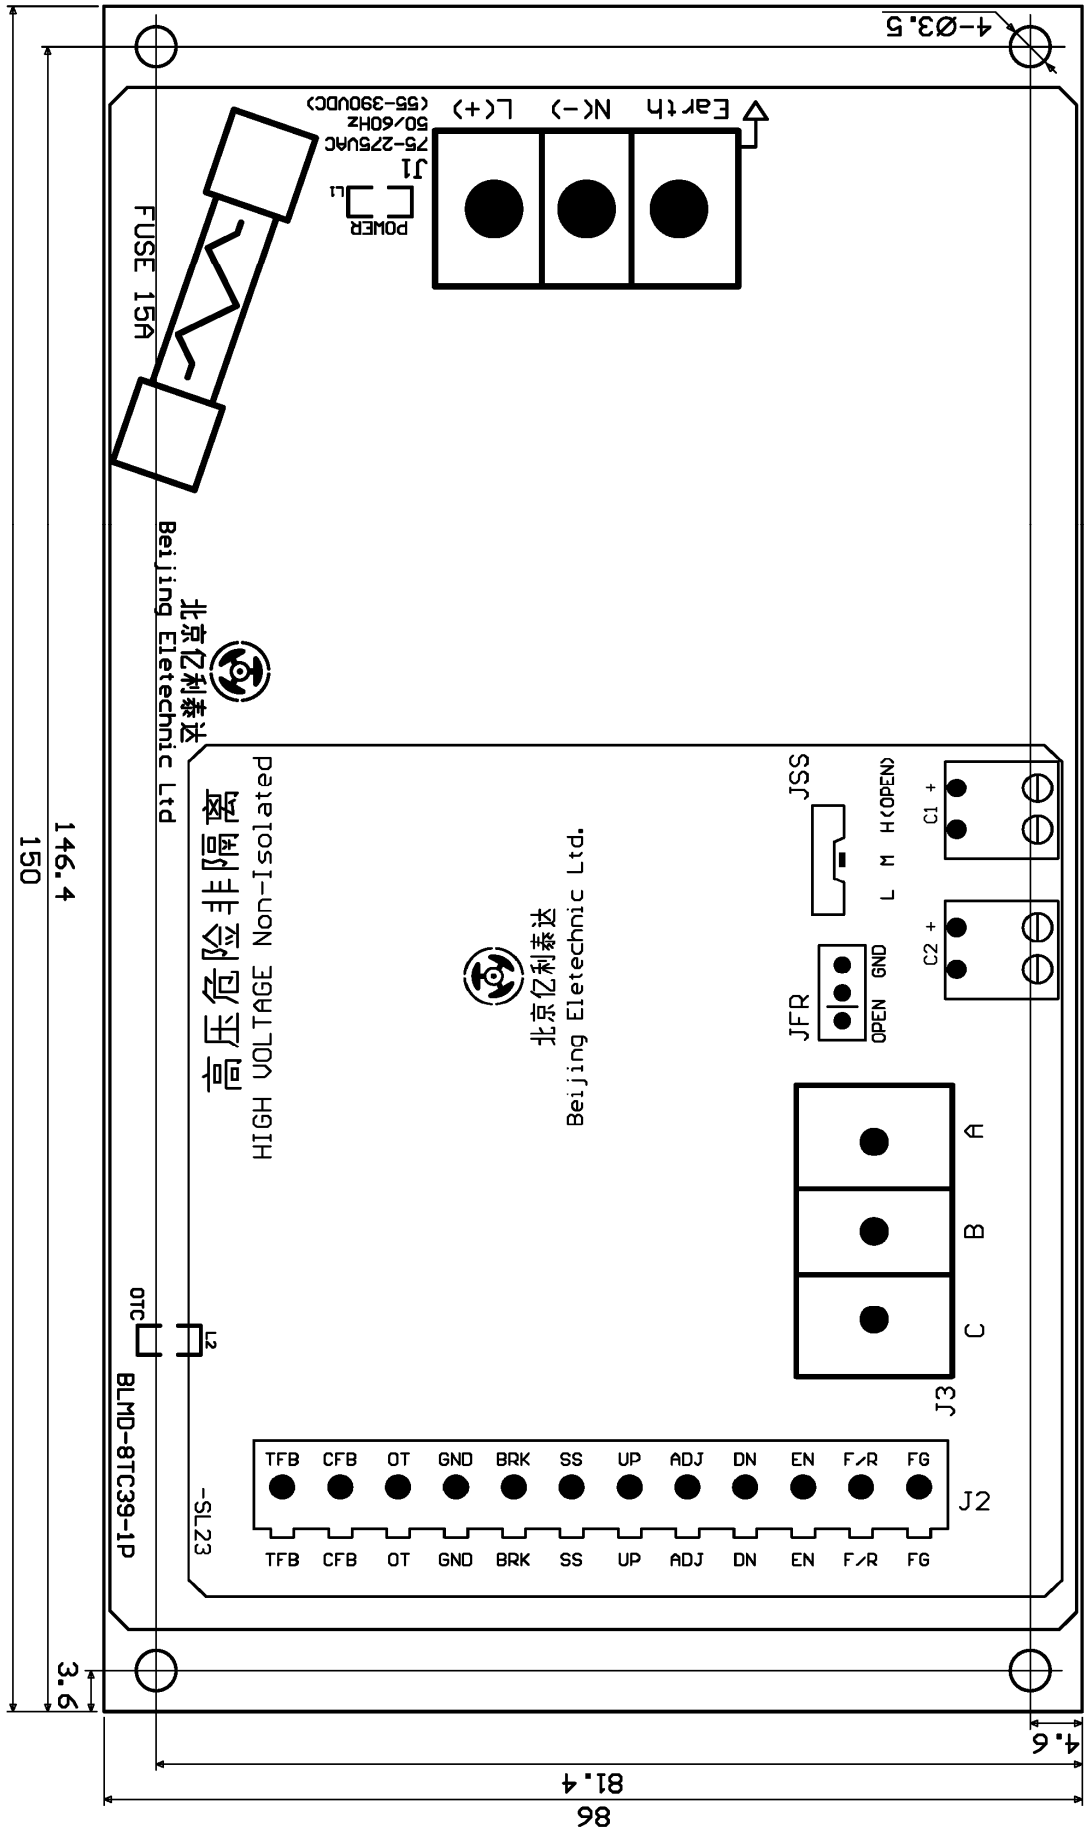 4-Ø3.5
L(+)
N(-)
Earth
75-275VAC
50/60Hz
(55-390VDC)
J1
L1
POWER
FUSE 15A
北京亿利泰达
Beijing Eletechnic Ltd
高压危险非隔离
HIGH VOLTAGE Non-Isolated
北京亿利泰达
Beijing Eletechnic Ltd.
JSS
L M H(OPEN)
C1 +
C2 +
JFR
OPEN GND
A
B
C
J3
OTC
L2
BLMD-8TC39-1P
-SL23
TFB CFB OT GND BRK SS UP ADJ DN EN F/R FG
J2
TFB CFB OT GND BRK SS UP ADJ DN EN F/R FG
146.4
150
3.6
4.6
81.4
86